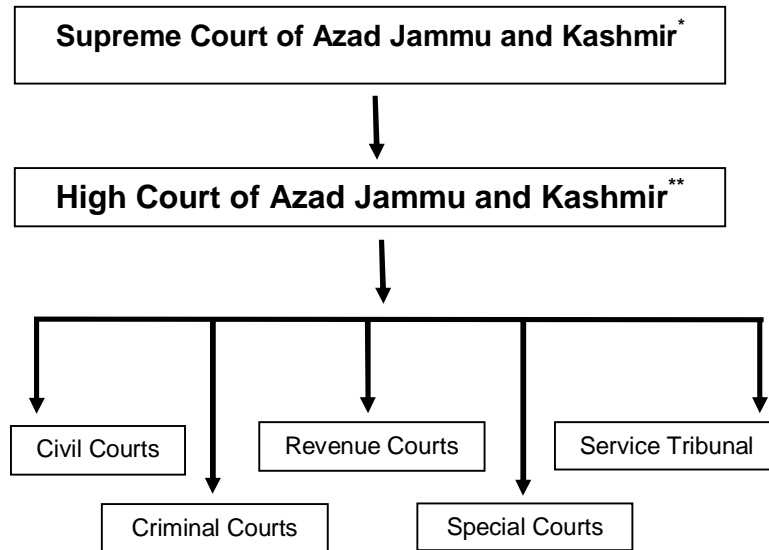 Supreme Court of Azad Jammu and Kashmir*
High Court of Azad Jammu and Kashmir**
Civil Courts
Revenue Courts
Service Tribunal
Criminal Courts
Special Courts